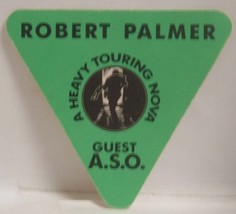 ROBERT PALMER
A HEAVY TOURING NOVA
GUEST
A.S.O.